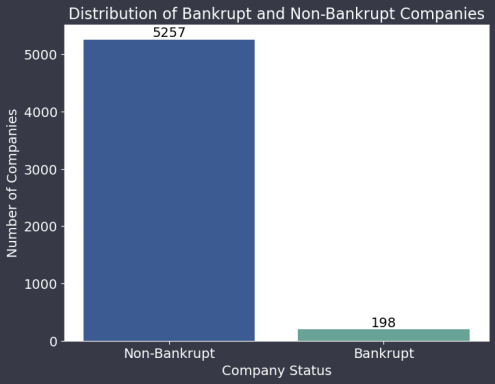 Distribution of Bankrupt and Non-Bankrupt Companies
5257
5000
4000
3000
2000
1000
0
Number of Companies
198
Non-Bankrupt
Bankrupt
Company Status